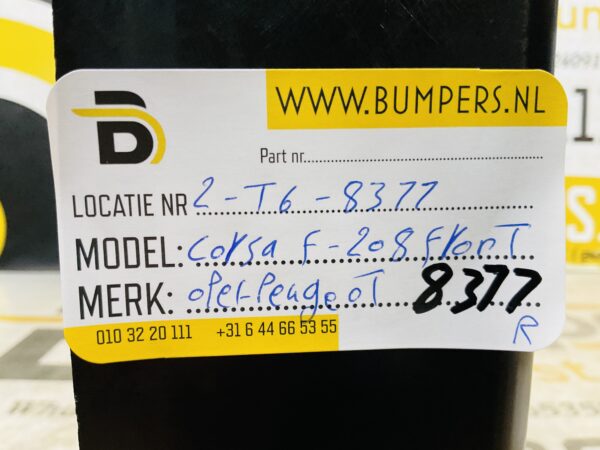 WWW.BUMPERS.NL
Part nr.
LOCATIE NR 2-T6-8377
MODEL: Corsa F-208 front
MERK: opel-Peugeot 8377
R
010 32 20 111 +31 6 44 66 53 55